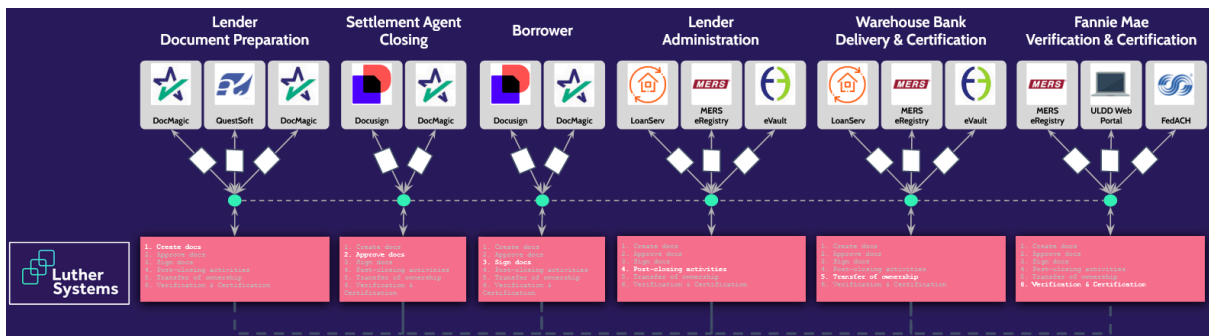 Lender
Document Preparation
Settlement Agent
Closing
Borrower
Lender
Administration
Warehouse Bank
Delivery & Certification
Fannie Mae
Verification & Certification
DocMagic
QuestSoft
DocMagic
Docusign
DocMagic
Docusign
DocMagic
LoanServ
MERS
MERS
eRegistry
eVault
LoanServ
MERS
MERS
eRegistry
eVault
MERS
MERS
eRegistry
ULDD Web
Portal
FedACH
Luther
Systems
1. Create docs
2. Approve docs
3. Sign docs
4. Post-closing activities
5. Transfer of ownership
6. Verification & Certification
1. Create docs
2. Approve docs
3. Sign docs
4. Post-closing activities
5. Transfer of ownership
6. Verification &
Certification
1. Create docs
2. Approve docs
3. Sign docs
4. Post-closing activities
5. Transfer of ownership
6. Verification &
Certification
1. Create docs
2. Approve docs
3. Sign docs
4. Post-closing activities
5. Transfer of ownership
6. Verification & Certification
1. Create docs
2. Approve docs
3. Sign docs
4. Post-closing activities
5. Transfer of ownership
6. Verification & Certification
1. Create docs
2. Approve docs
3. Sign docs
4. Post-closing activities
5. Transfer of ownership
6. Verification & Certification